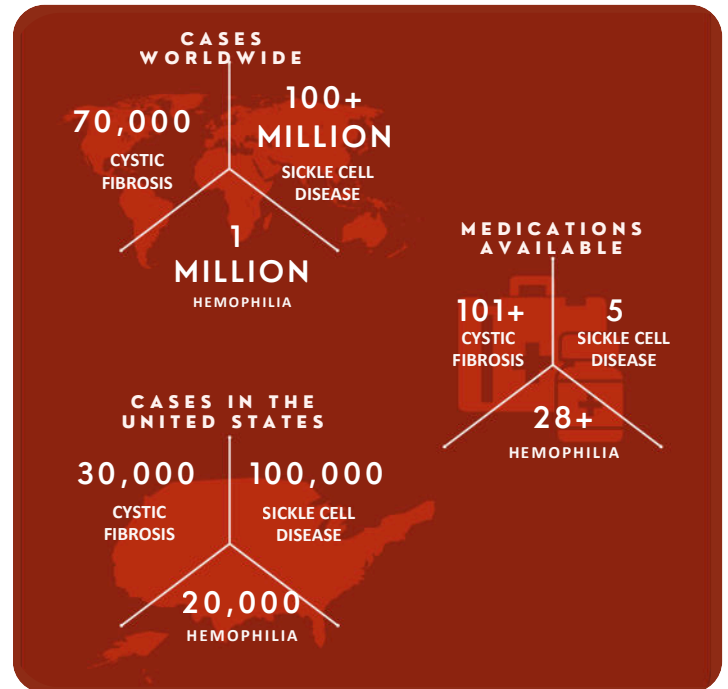 CASES
WORLDWIDE
70,000
CYSTIC
FIBROSIS
100+
MILLION
SICKLE CELL
DISEASE
1
MILLION
HEMOPHILIA
MEDICATIONS
AVAILABLE
101+
CYSTIC
FIBROSIS
5
SICKLE CELL
DISEASE
28+
HEMOPHILIA
CASES IN THE
UNITED STATES
30,000
CYSTIC
FIBROSIS
100,000
SICKLE CELL
DISEASE
20,000
HEMOPHILIA